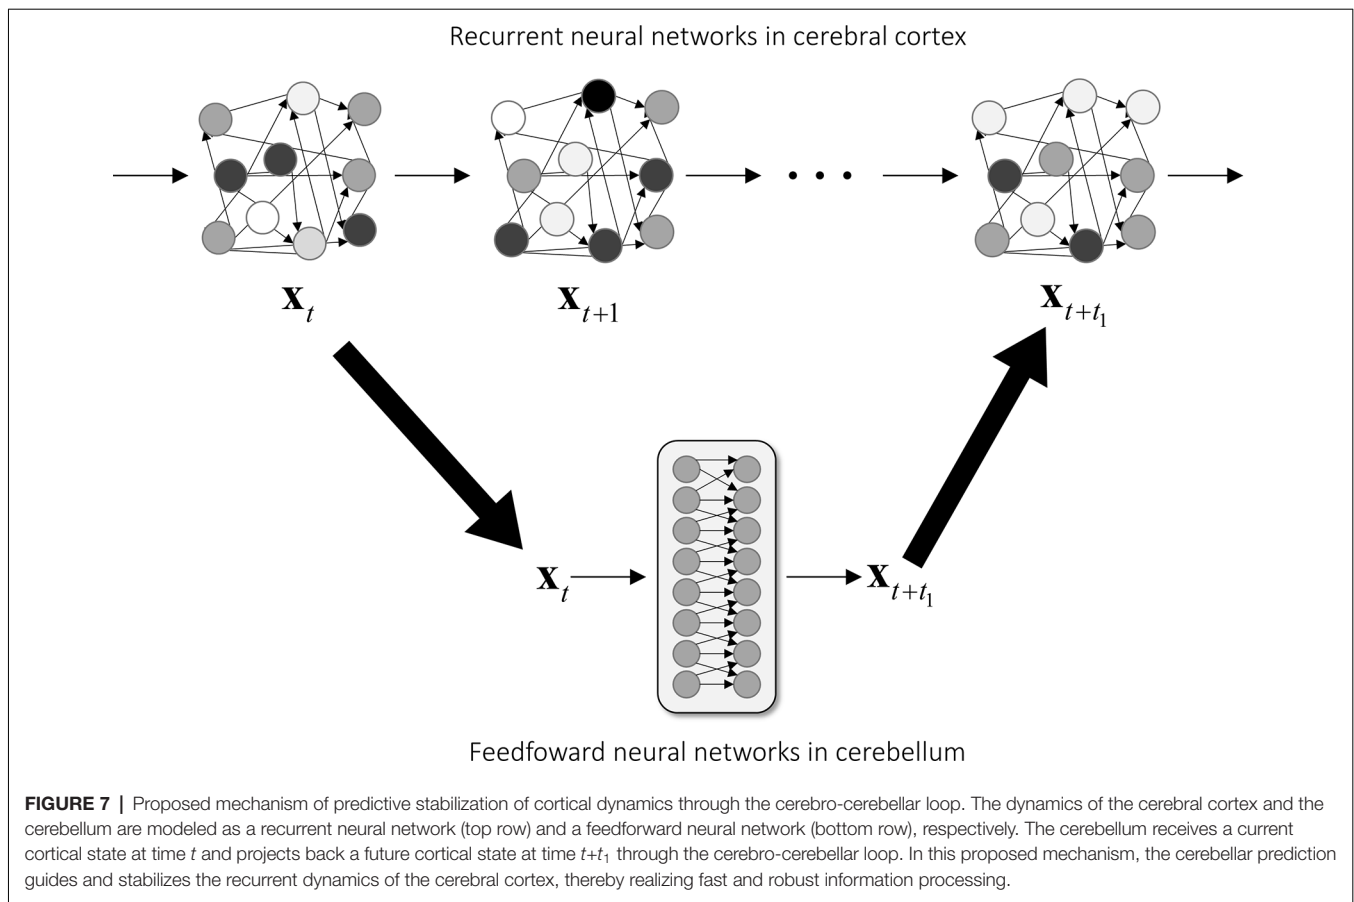 Recurrent neural networks in cerebral cortex
x_t
x_{t+1}
x_{t+t_1}
x_t
x_{t+t_1}
Feedfoward neural networks in cerebellum
FIGURE 7 | Proposed mechanism of predictive stabilization of cortical dynamics through the cerebro-cerebellar loop. The dynamics of the cerebral cortex and the
cerebellum are modeled as a recurrent neural network (top row) and a feedforward neural network (bottom row), respectively. The cerebellum receives a current
cortical state at time t and projects back a future cortical state at time t+t_1 through the cerebro-cerebellar loop. In this proposed mechanism, the cerebellar prediction
guides and stabilizes the recurrent dynamics of the cerebral cortex, thereby realizing fast and robust information processing.